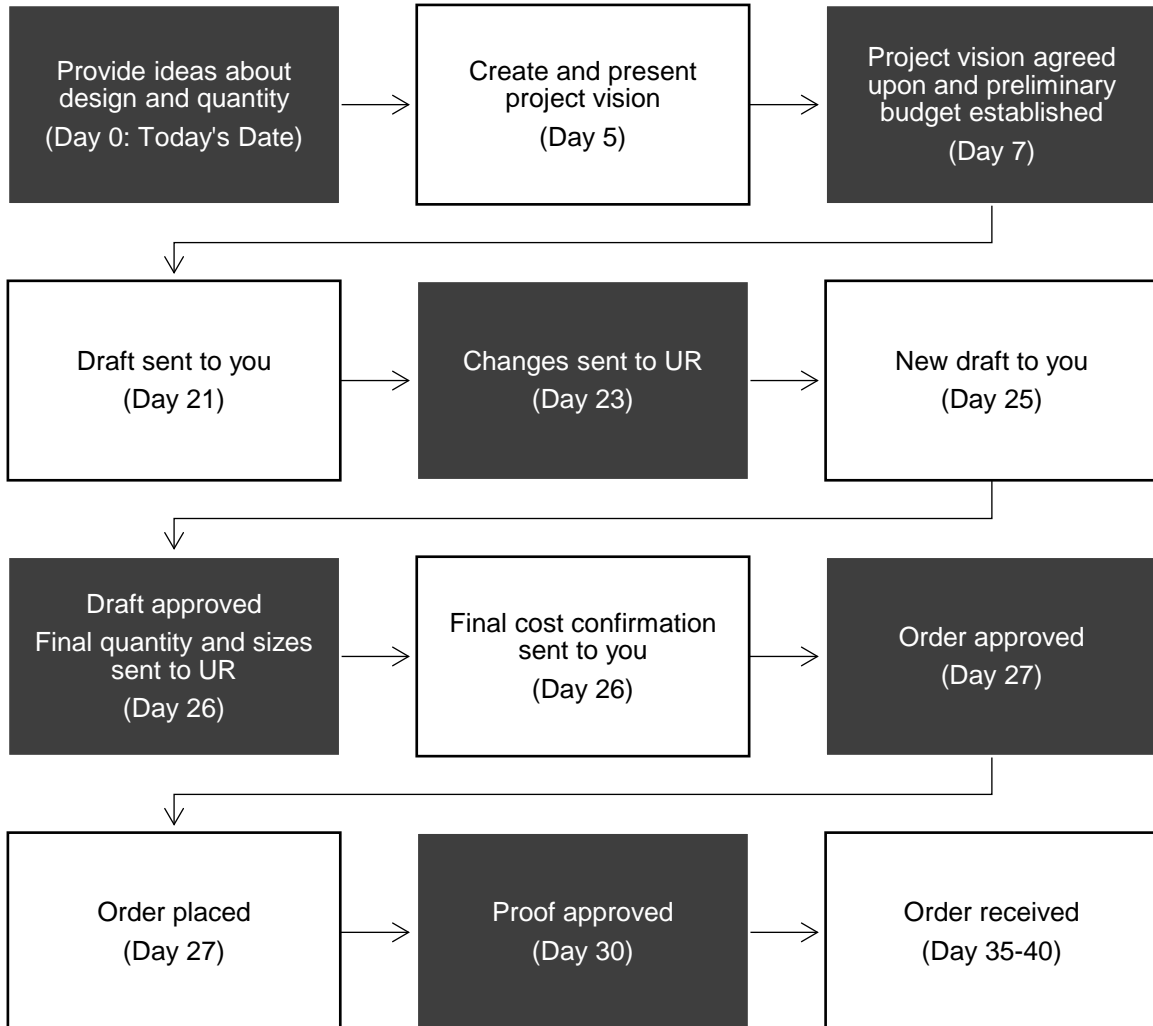 Provide ideas about
design and quantity
(Day 0: Today's Date)
Create and present
project vision
(Day 5)
Project vision agreed
upon and preliminary
budget established
(Day 7)
Draft sent to you
(Day 21)
Changes sent to UR
(Day 23)
New draft to you
(Day 25)
Draft approved
Final quantity and sizes
sent to UR
(Day 26)
Final cost confirmation
sent to you
(Day 26)
Order approved
(Day 27)
Order placed
(Day 27)
Proof approved
(Day 30)
Order received
(Day 35-40)